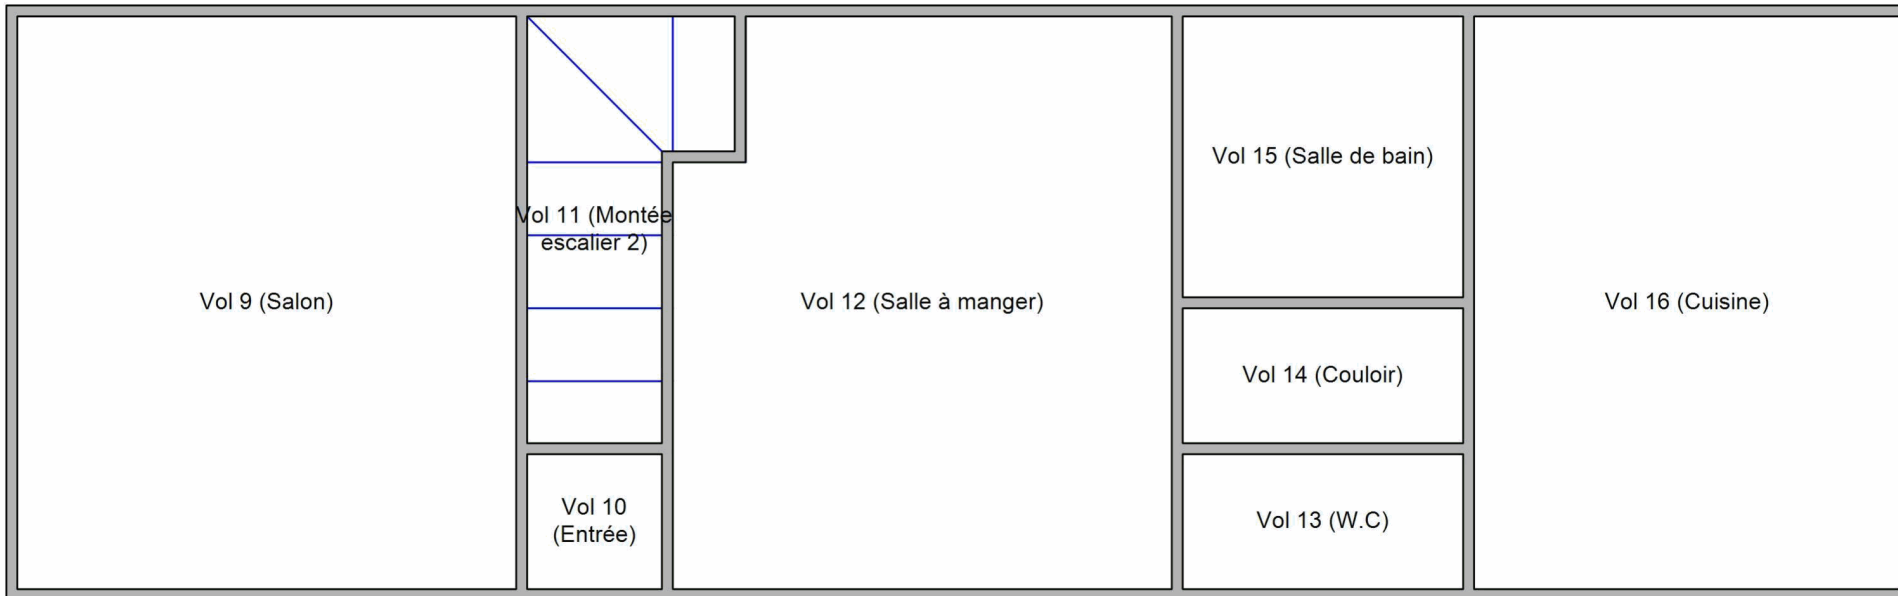 Vol 9 (Salon)
Vol 11 (Montée
escalier 2)
Vol 10
(Entrée)
Vol 12 (Salle à manger)
Vol 15 (Salle de bain)
Vol 14 (Couloir)
Vol 13 (W.C)
Vol 16 (Cuisine)